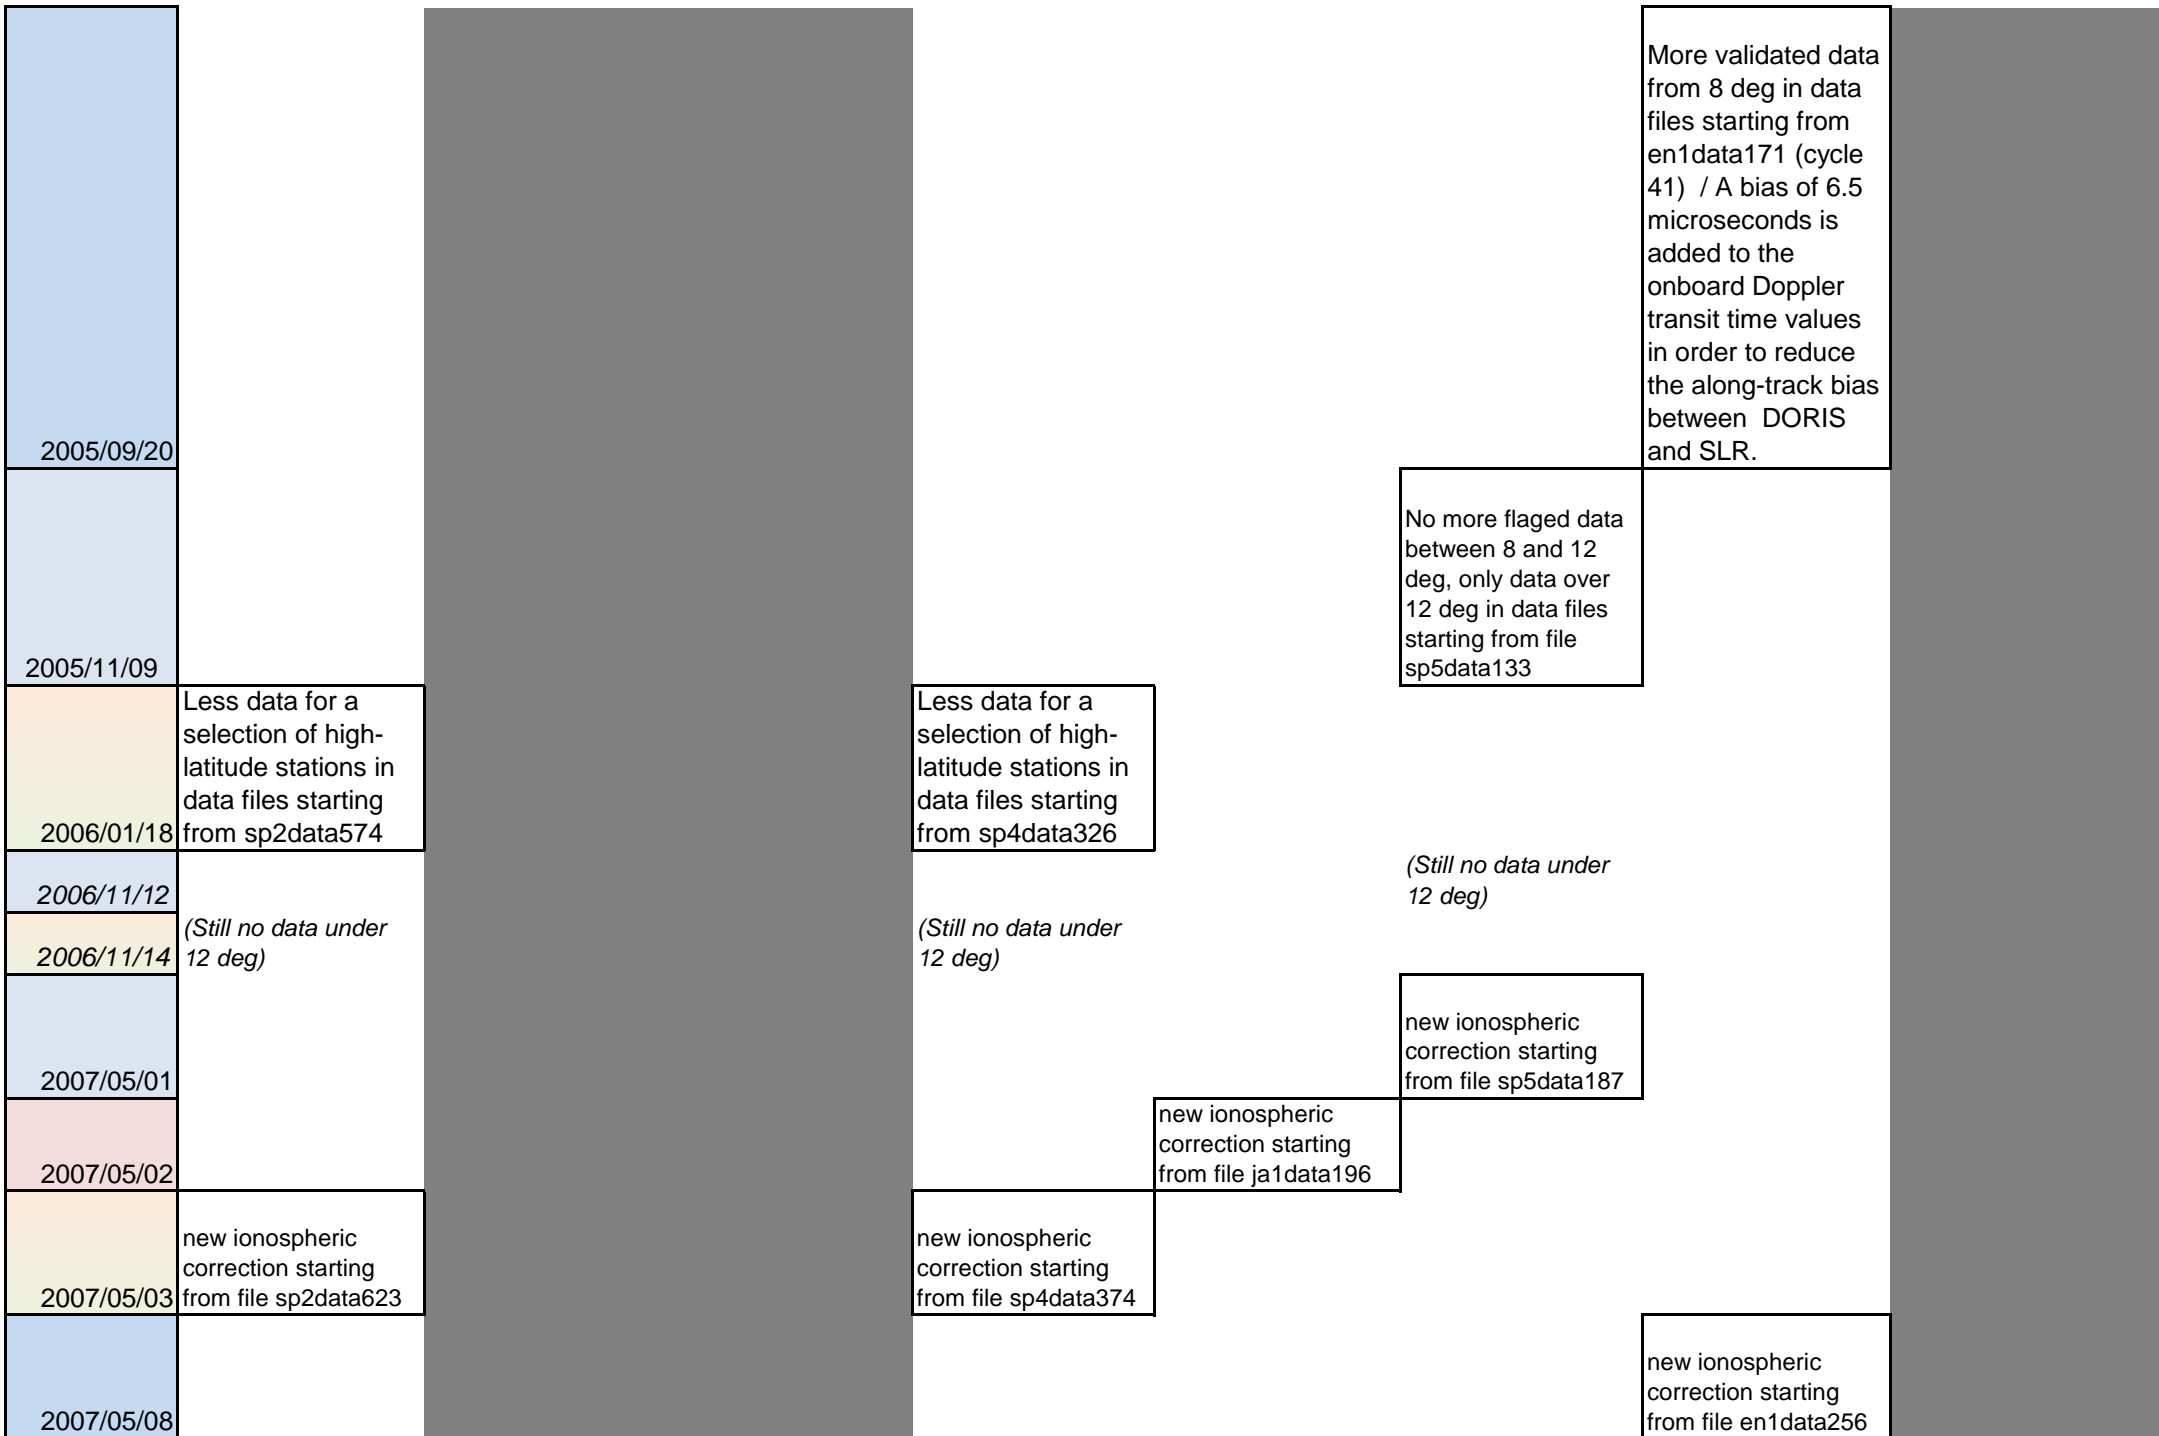 More validated data
from 8 deg in data
files starting from
en1data171 (cycle
41)  / A bias of 6.5
microseconds is
added to the
onboard Doppler
transit time values
in order to reduce
the along-track bias
between  DORIS
and SLR.
2005/09/20
No more flaged data
between 8 and 12
deg, only data over
12 deg in data files
starting from file
sp5data133
2005/11/09
Less data for a
selection of high-
latitude stations in
data files starting
from sp2data574
2006/01/18
Less data for a
selection of high-
latitude stations in
data files starting
from sp4data326
2006/11/12
(Still no data under
12 deg)
2006/11/14
(Still no data under
12 deg)
(Still no data under
12 deg)
2007/05/01
new ionospheric
correction starting
from file sp5data187
2007/05/02
new ionospheric
correction starting
from file ja1data196
2007/05/03
new ionospheric
correction starting
from file sp2data623
new ionospheric
correction starting
from file sp4data374
2007/05/08
new ionospheric
correction starting
from file en1data256